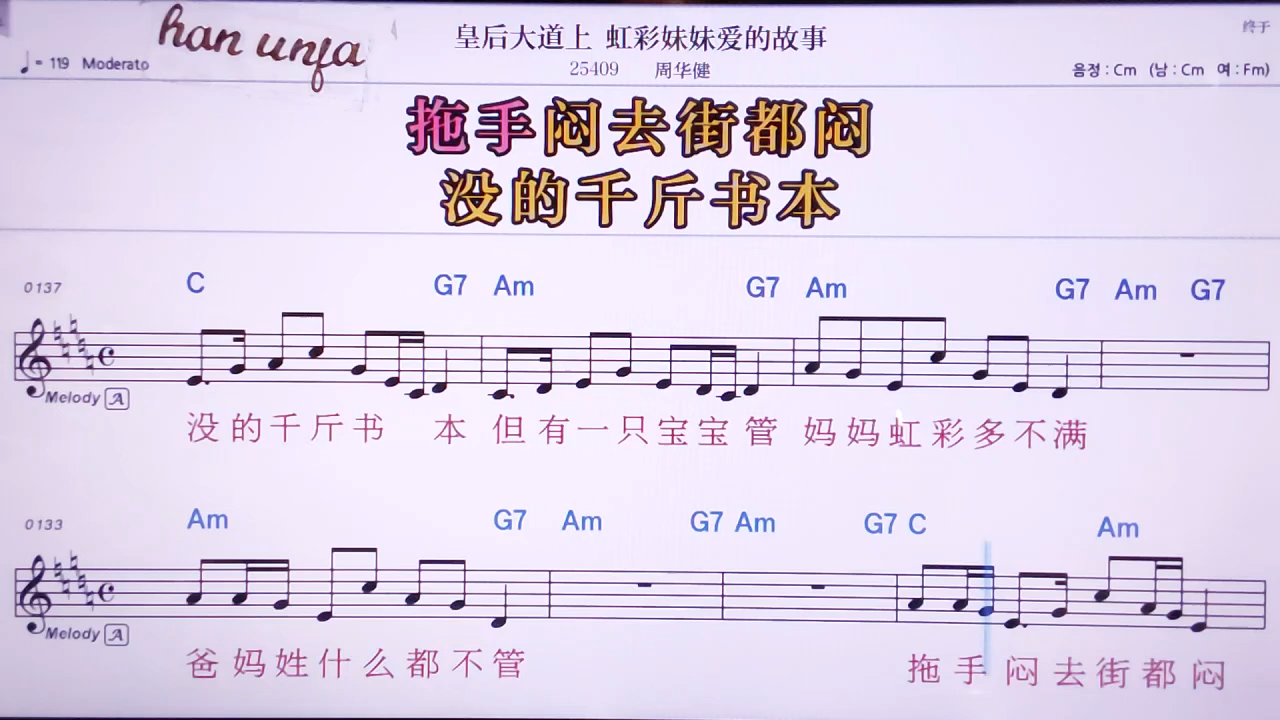 han unfa
皇后大道上 虹彩妹妹爱的故事
终于
♩= 119 Moderato
25409 周华健
음정 : Cm (남 : Cm 여 : Fm)
拖手闷去街都闷
没的千斤书本
0137
C G7 Am G7 Am G7 Am G7
Melody A
没的千斤书 本 但有一只宝宝管 妈妈虹彩多不满
0133
Am G7 Am G7 Am G7 C Am
Melody A
爸妈姓什么都不管 拖手闷去街都闷